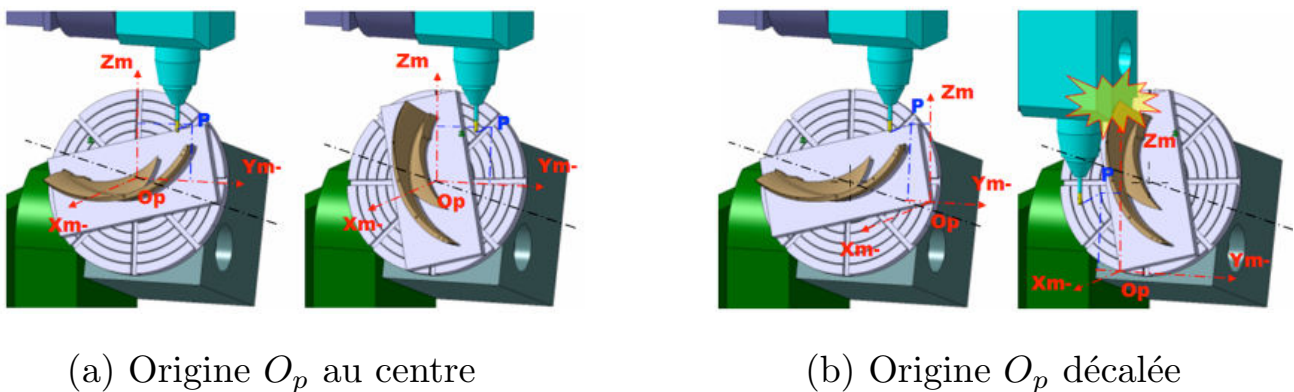 Zm
P
Ym-
Xm-
Op
Zm
P
Ym-
Xm-
Op
Zm
P
Ym-
Xm-
Op
Zm
P
Ym-
Xm-
Op
(a) Origine Op au centre
(b) Origine Op décalée